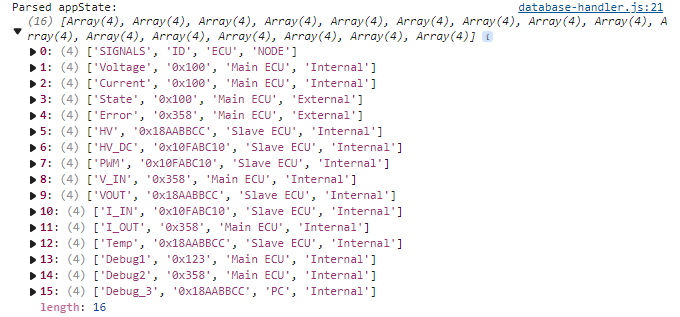 Parsed appState: database-handler.js:21
(16) [Array(4), Array(4), Array(4), Array(4), Array(4), Array(4), Array(4), Array(4), Array(4), A
rray(4), Array(4), Array(4), Array(4), Array(4), Array(4), Array(4)] i
0: (4) ['SIGNALS', 'ID', 'ECU', 'NODE']
1: (4) ['Voltage', '0x100', 'Main ECU', 'Internal']
2: (4) ['Current', '0x100', 'Main ECU', 'Internal']
3: (4) ['State', '0x100', 'Main ECU', 'External']
4: (4) ['Error', '0x358', 'Main ECU', 'External']
5: (4) ['HV', '0x18AABBCC', 'Slave ECU', 'Internal']
6: (4) ['HV_DC', '0x10FABC10', 'Slave ECU', 'Internal']
7: (4) ['PWM', '0x10FABC10', 'Slave ECU', 'Internal']
8: (4) ['V_IN', '0x358', 'Main ECU', 'Internal']
9: (4) ['VOUT', '0x18AABBCC', 'Slave ECU', 'Internal']
10: (4) ['I_IN', '0x10FABC10', 'Slave ECU', 'Internal']
11: (4) ['I_OUT', '0x358', 'Main ECU', 'Internal']
12: (4) ['Temp', '0x18AABBCC', 'Slave ECU', 'Internal']
13: (4) ['Debug1', '0x123', 'Main ECU', 'Internal']
14: (4) ['Debug2', '0x358', 'Main ECU', 'Internal']
15: (4) ['Debug_3', '0x18AABBCC', 'PC', 'Internal']
length: 16